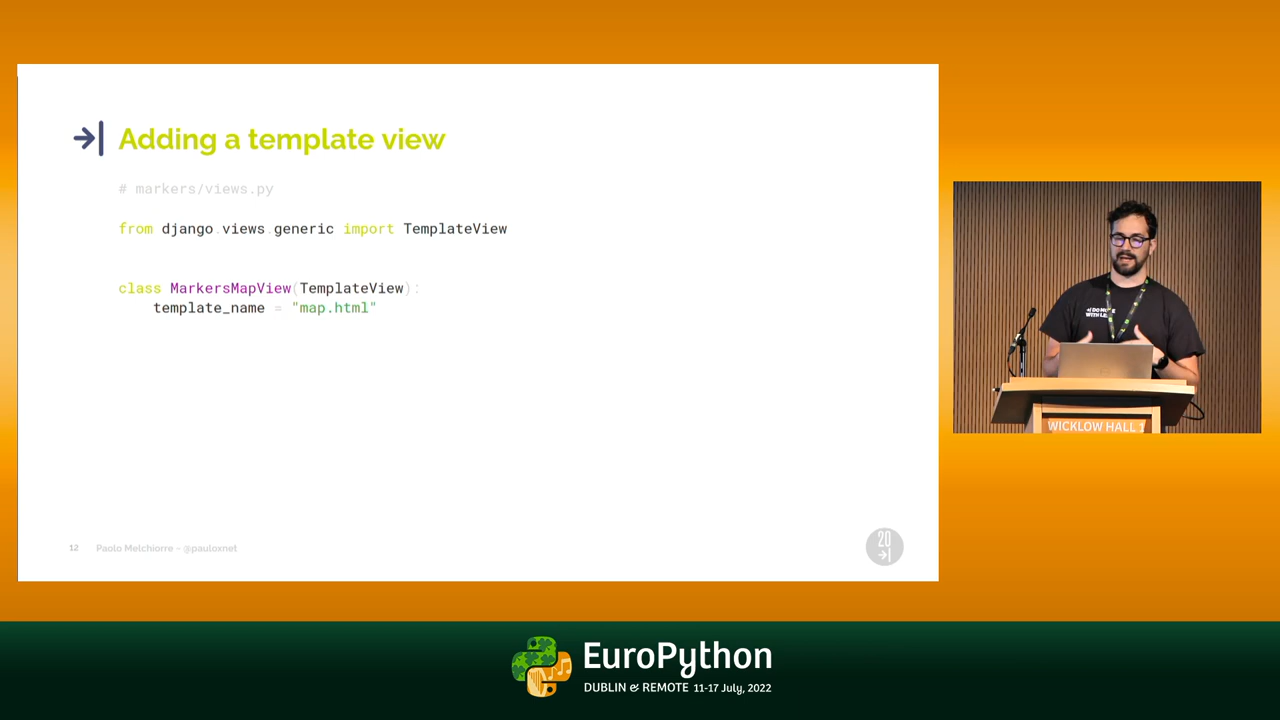 Adding a template view
# markers/views.py
from django.views.generic import TemplateView
class MarkersMapView(TemplateView):
template_name = "map.html"
12 Paolo Melchiorre - @pauloxnet
20
WICKLOW HALL 1
EuroPython
DUBLIN & REMOTE 11-17 July, 2022